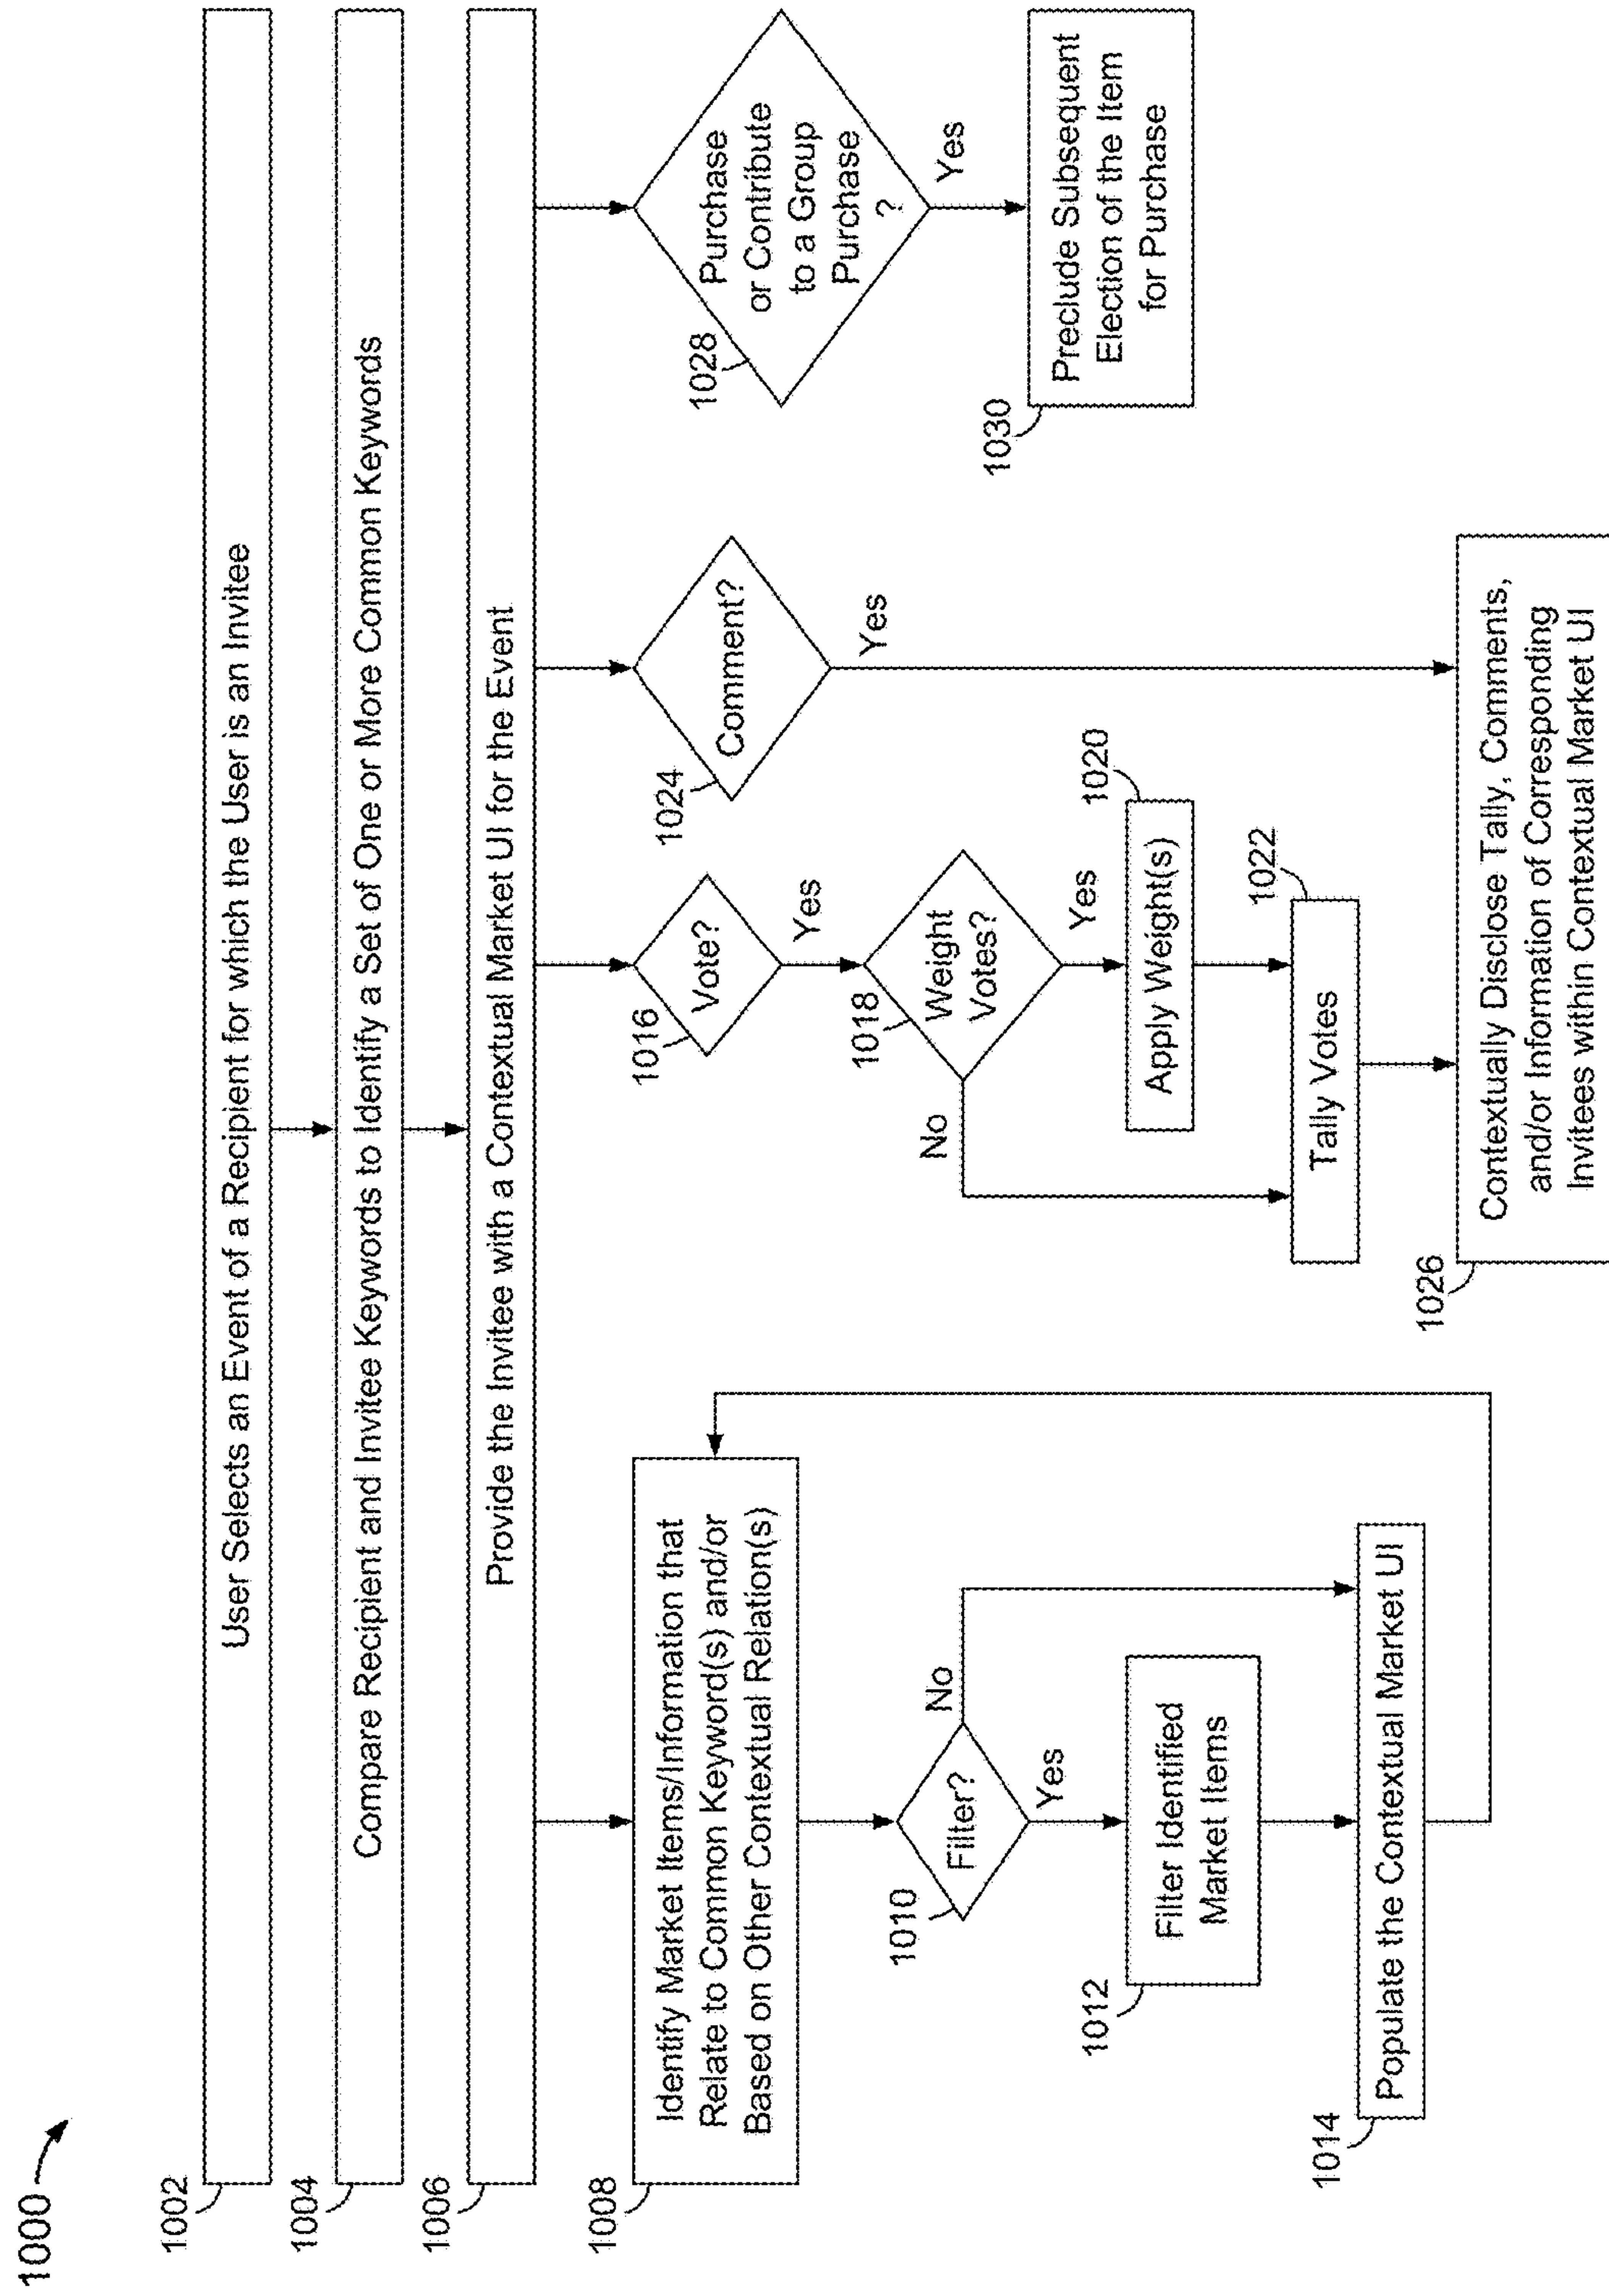 1000
1002
User Selects an Event of a Recipient for which the User is an Invitee
1004
Compare Recipient and Invitee Keywords to Identify a Set of One or More Common Keywords
1006
Provide the Invitee with a Contextual Market UI for the Event
1008
Identify Market Items/Information that
Relate to Common Keyword(s) and/or
Based on Other Contextual Relation(s)
1010
Filter?
No
Yes
1012
Filter Identified
Market Items
1014
Populate the Contextual Market UI
1016
Vote?
Yes
1018
Weight
Votes?
No
Yes
1020
Apply Weight(s)
1022
Tally Votes
1024
Comment?
Yes
1026
Contextually Disclose Tally, Comments,
and/or Information of Corresponding
Invitees within Contextual Market UI
1028
Purchase
or Contribute
to a Group
Purchase
?
Yes
1030
Preclude Subsequent
Election of the Item
for Purchase